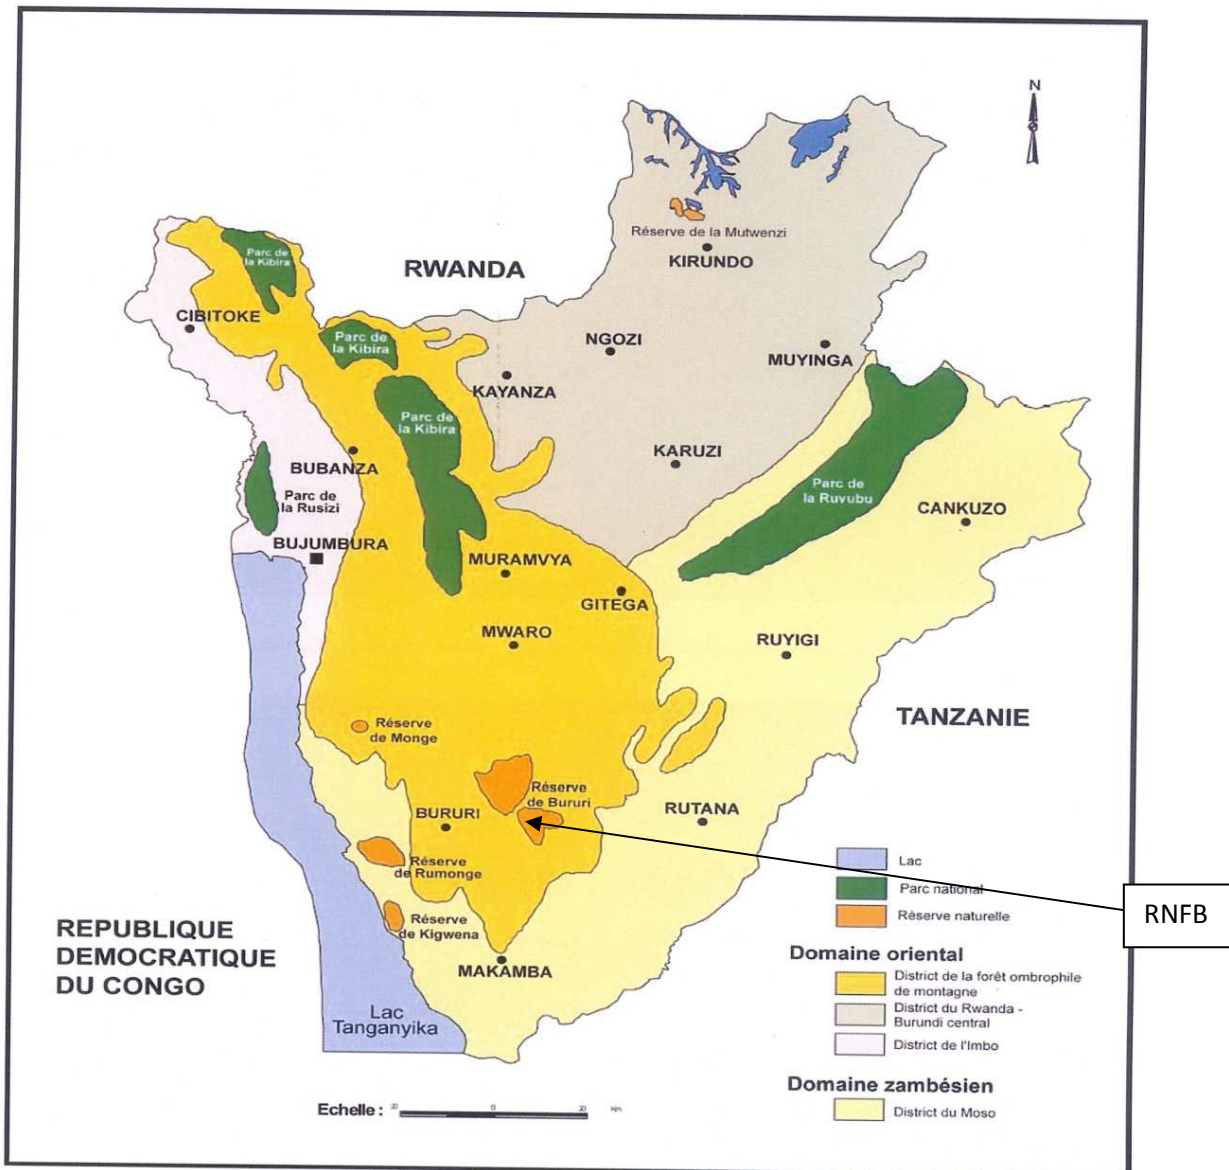 N
Réserve de la Mutwenzi
KIRUNDO
RWANDA
Parc de
la Kibira
CIBITOKE
Parc de
la Kibira
NGOZI
MUYINGA
KAYANZA
Parc de
la Kibira
KARUZI
BUBANZA
Parc de
la Rusizi
Parc de
la Ruvubu
CANKUZO
BUJUMBURA
MURAMVYA
GITEGA
MWARO
RUYIGI
TANZANIE
Réserve
de Monge
Réserve
de Bururi
BURURI
RUTANA
Réserve
de Rumonge
Réserve
de Kigwena
MAKAMBA
REPUBLIQUE
DEMOCRATIQUE
DU CONGO
Lac
Tanganyika
Lac
Parc national
Réserve naturelle
RNFB
Domaine oriental
District de la forêt ombrophile
de montagne
District du Rwanda -
Burundi central
District de l'Imbo
Domaine zambésien
District du Moso
Echelle : 20 0 20 Km